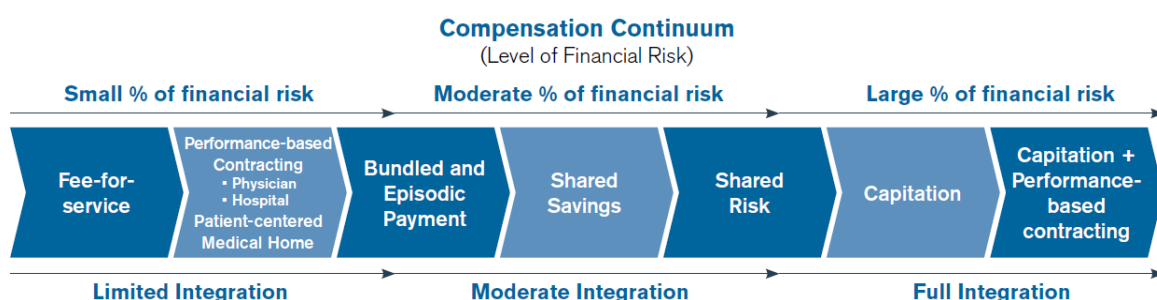 Compensation Continuum
(Level of Financial Risk)
Small % of financial risk
Moderate % of financial risk
Large % of financial risk
Fee-for-
service
Performance-based
Contracting
▪ Physician
▪ Hospital
Patient-centered
Medical Home
Bundled and
Episodic
Payment
Shared
Savings
Shared
Risk
Capitation
Capitation +
Performance-
based
contracting
Limited Integration
Moderate Integration
Full Integration